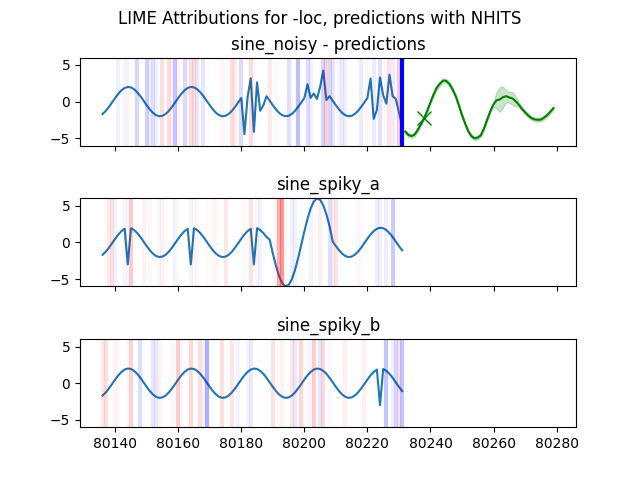 LIME Attributions for -loc, predictions with NHITS
sine_noisy - predictions
5
0
−5
sine_spiky_a
5
0
−5
sine_spiky_b
5
0
−5
80140 80160 80180 80200 80220 80240 80260 80280